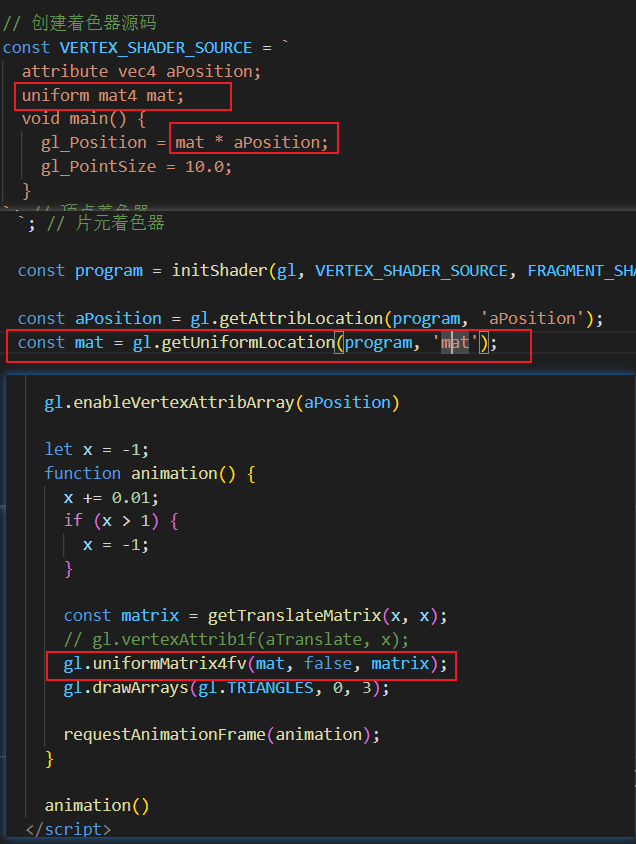 // 创建着色器源码
const VERTEX_SHADER_SOURCE = `
attribute vec4 aPosition;
uniform mat4 mat;
void main() {
gl_Position = mat * aPosition;
gl_PointSize = 10.0;
}
`; // 顶点着色器
`; // 片元着色器
const program = initShader(gl, VERTEX_SHADER_SOURCE, FRAGMENT_SHA
const aPosition = gl.getAttribLocation(program, 'aPosition');
const mat = gl.getUniformLocation(program, 'mat');
gl.enableVertexAttribArray(aPosition)
let x = -1;
function animation() {
x += 0.01;
if (x > 1) {
x = -1;
}
const matrix = getTranslateMatrix(x, x);
// gl.vertexAttrib1f(aTranslate, x);
gl.uniformMatrix4fv(mat, false, matrix);
gl.drawArrays(gl.TRIANGLES, 0, 3);
requestAnimationFrame(animation);
}
animation()
</script>